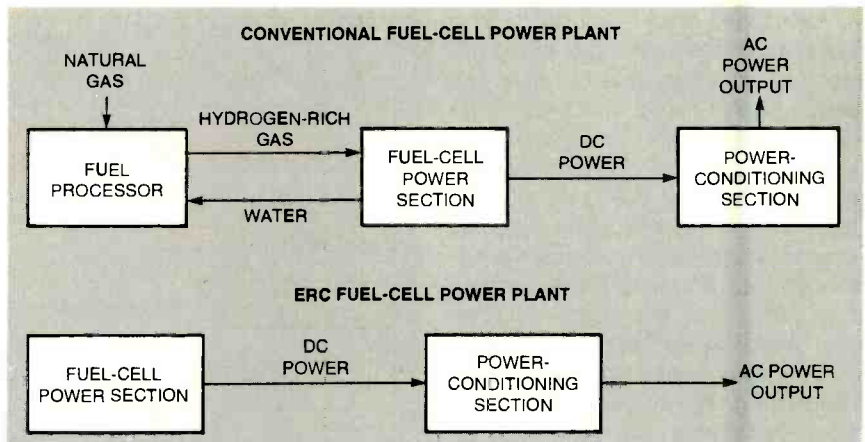 CONVENTIONAL FUEL-CELL POWER PLANT
NATURAL
GAS
AC
POWER
OUTPUT
HYDROGEN-RICH
GAS
FUEL
PROCESSOR
WATER
FUEL-CELL
POWER
SECTION
DC
POWER
POWER-
CONDITIONING
SECTION
ERC FUEL-CELL POWER PLANT
FUEL-CELL
POWER SECTION
DC
POWER
POWER-
CONDITIONING
SECTION
AC POWER
OUTPUT